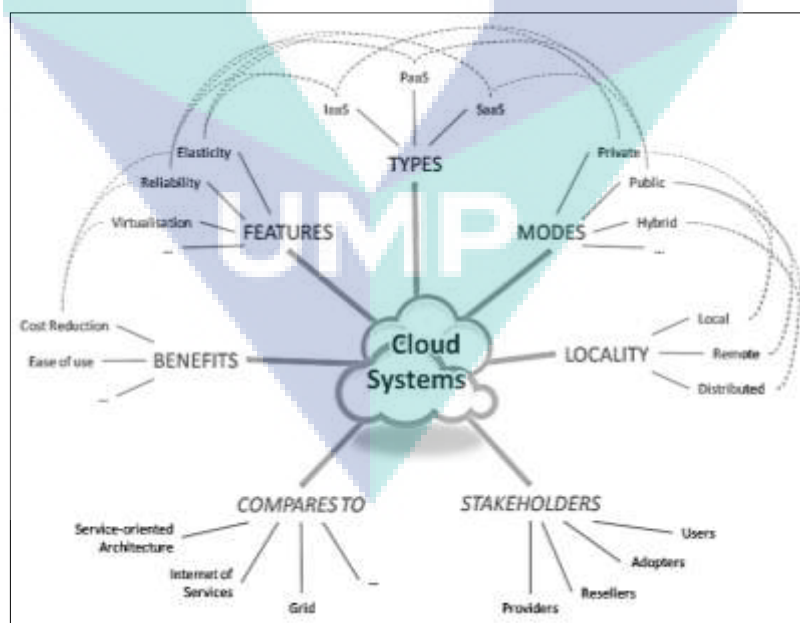 PaaS
IaaS
SaaS
TYPES
Elasticity
Reliability
Virtualisation
...
FEATURES
Private
Public
Hybrid
...
MODES
UMP
Cloud
Systems
Cost Reduction
Ease of use
...
BENEFITS
LOCALITY
Local
Remote
Distributed
COMPARES TO
Service-oriented
Architecture
Internet of
Services
Grid
...
STAKEHOLDERS
Users
Adopters
Resellers
Providers